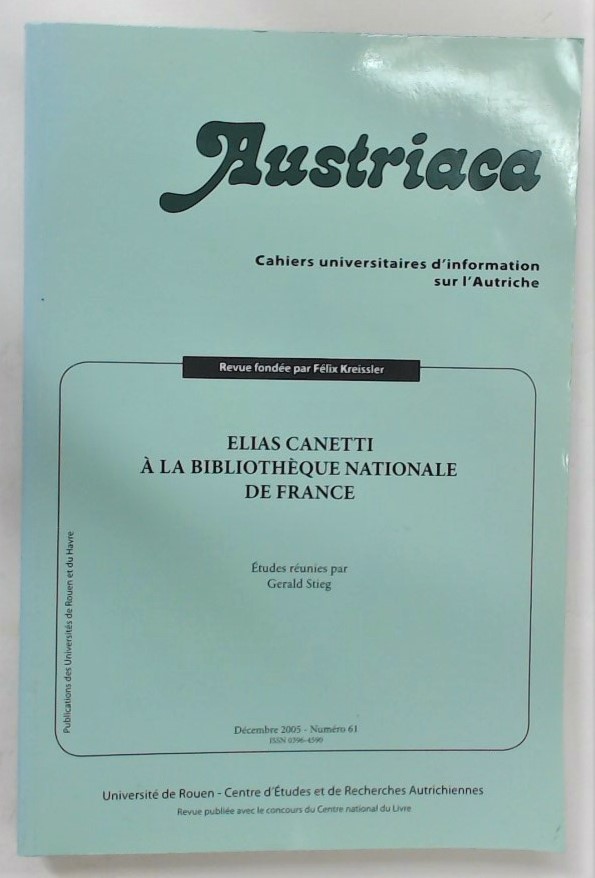 Austriaca
Cahiers universitaires d'information
sur l'Autriche
Revue fondée par Félix Kreissler
ELIAS CANETTI
À LA BIBLIOTHÈQUE NATIONALE
DE FRANCE
Études réunies par
Gerald Stieg
Publications des Universités de Rouen et du Havre
Décembre 2005 - Numéro 61
ISSN 0396-4590
Université de Rouen - Centre d'Études et de Recherches Autrichiennes
Revue publiée avec le concours du Centre national du Livre